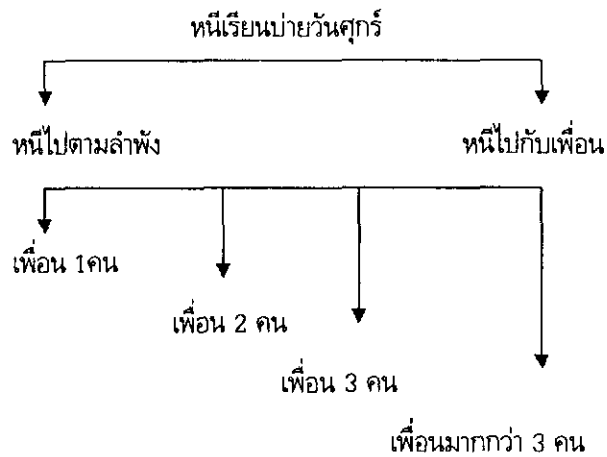 หนีเรียนบ่ายวันศุกร์
หนีไปตามลำพัง
หนีไปกับเพื่อน
เพื่อน 1คน
เพื่อน 2 คน
เพื่อน 3 คน
เพื่อนมากกว่า 3 คน